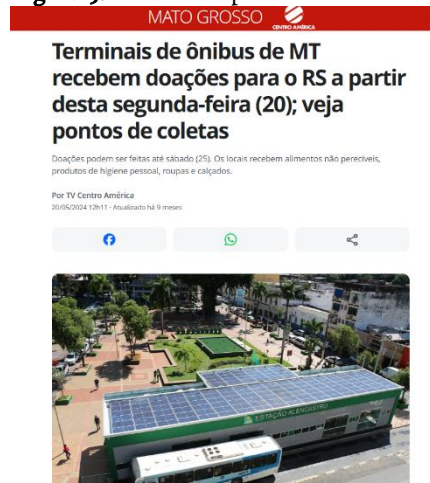 MATO GROSSO
CENTRO AMÉRICA
Terminais de ônibus de MT
recebem doações para o RS a partir
desta segunda-feira (20); veja
pontos de coletas
Doações podem ser feitas até sábado (25). Os locais recebem alimentos não perecíveis,
produtos de higiene pessoal, roupas e calçados.
Por TV Centro América
20/05/2024 12h11 - Atualizado há 9 meses
ESTAÇÃO ALENCASTRO